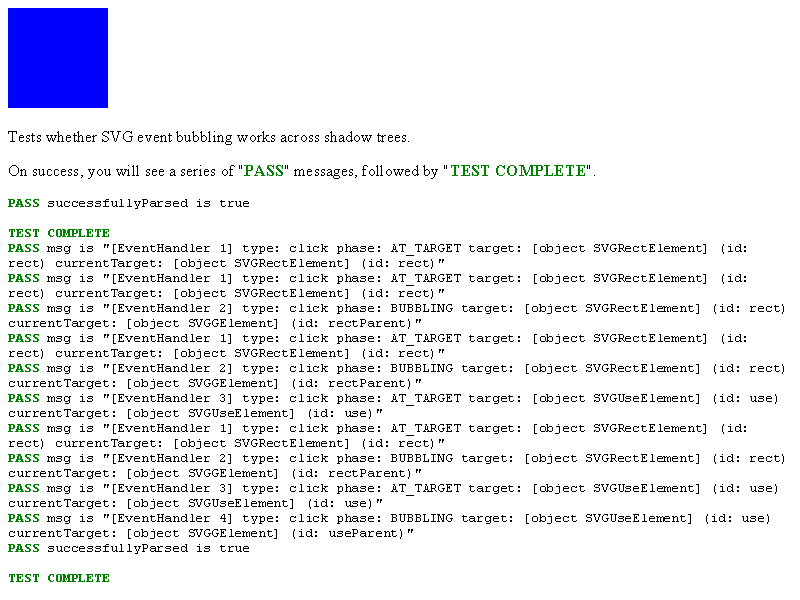 Tests whether SVG event bubbling works across shadow trees.
On success, you will see a series of "PASS" messages, followed by "TEST COMPLETE".
PASS successfullyParsed is true
TEST COMPLETE
PASS msg is "[EventHandler 1] type: click phase: AT_TARGET target: [object SVGRectElement] (id:
rect) currentTarget: [object SVGRectElement] (id: rect)"
PASS msg is "[EventHandler 1] type: click phase: AT_TARGET target: [object SVGRectElement] (id:
rect) currentTarget: [object SVGRectElement] (id: rect)"
PASS msg is "[EventHandler 2] type: click phase: BUBBLING target: [object SVGRectElement] (id: rect)
currentTarget: [object SVGGElement] (id: rectParent)"
PASS msg is "[EventHandler 1] type: click phase: AT_TARGET target: [object SVGRectElement] (id:
rect) currentTarget: [object SVGRectElement] (id: rect)"
PASS msg is "[EventHandler 2] type: click phase: BUBBLING target: [object SVGRectElement] (id: rect)
currentTarget: [object SVGGElement] (id: rectParent)"
PASS msg is "[EventHandler 3] type: click phase: AT_TARGET target: [object SVGUseElement] (id: use)
currentTarget: [object SVGUseElement] (id: use)"
PASS msg is "[EventHandler 1] type: click phase: AT_TARGET target: [object SVGRectElement] (id:
rect) currentTarget: [object SVGRectElement] (id: rect)"
PASS msg is "[EventHandler 2] type: click phase: BUBBLING target: [object SVGRectElement] (id: rect)
currentTarget: [object SVGGElement] (id: rectParent)"
PASS msg is "[EventHandler 3] type: click phase: AT_TARGET target: [object SVGUseElement] (id: use)
currentTarget: [object SVGUseElement] (id: use)"
PASS msg is "[EventHandler 4] type: click phase: BUBBLING target: [object SVGUseElement] (id: use)
currentTarget: [object SVGGElement] (id: useParent)"
PASS successfullyParsed is true
TEST COMPLETE